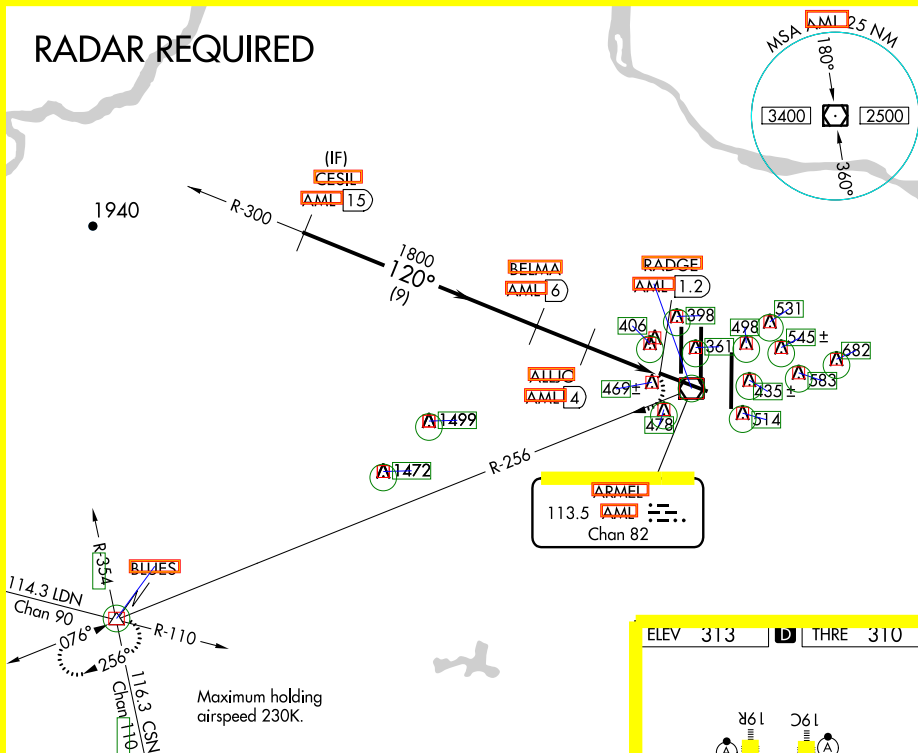 RADAR REQUIRED
MSA AML 25 NM
180°
3400
2500
360°
(IF)
CESIL
AML 15
R-300
1940
1800
120°
(9)
BELMA
AML 6
RADGE
AML 1.2
531
398
406
498
545 ±
361
682
ALLJO
AML 4
469±
435 ±
583
478
514
1499
1472
R-256
ARMEL
113.5 AML
Chan 82
R-354
BLUES
114.3 LDN
Chan 90
076°
R-110
256°
116.3 CSN
Chan 110
Maximum holding
airspeed 230K.
ELEV 313 D THRE 310
19R
19C
A
A